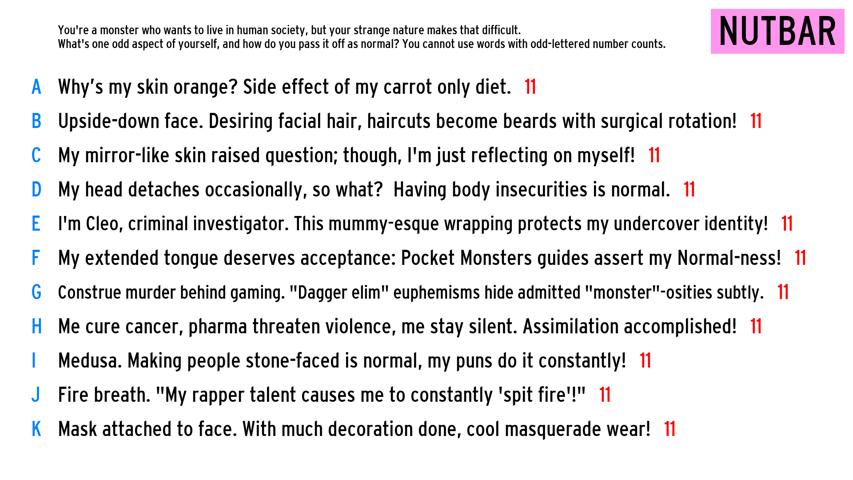 You're a monster who wants to live in human society, but your strange nature makes that difficult.
What's one odd aspect of yourself, and how do you pass it off as normal? You cannot use words with odd-lettered number counts.
NUTBAR
A Why's my skin orange? Side effect of my carrot only diet. 11
B Upside-down face. Desiring facial hair, haircuts become beards with surgical rotation! 11
C My mirror-like skin raised question; though, I'm just reflecting on myself! 11
D My head detaches occasionally, so what? Having body insecurities is normal. 11
E I'm Cleo, criminal investigator. This mummy-esque wrapping protects my undercover identity! 11
F My extended tongue deserves acceptance: Pocket Monsters guides assert my Normal-ness! 11
G Construe murder behind gaming. "Dagger elim" euphemisms hide admitted "monster"-osities subtly. 11
H Me cure cancer, pharma threaten violence, me stay silent. Assimilation accomplished! 11
I Medusa. Making people stone-faced is normal, my puns do it constantly! 11
J Fire breath. "My rapper talent causes me to constantly 'spit fire'!" 11
K Mask attached to face. With much decoration done, cool masquerade wear! 11